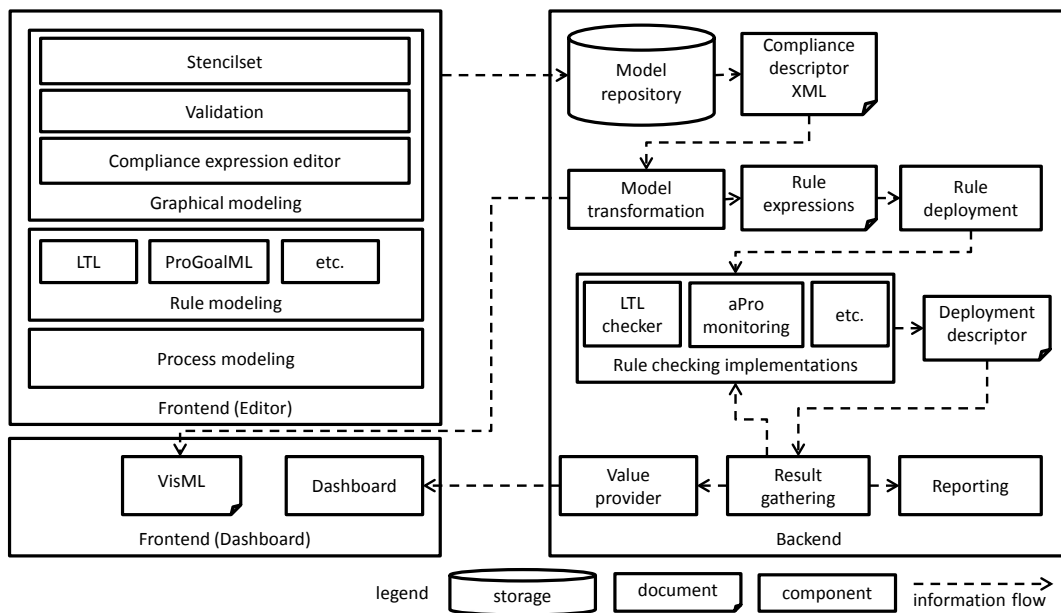 Stencilset
Validation
Compliance expression editor
Graphical modeling
LTL
ProGoalML
etc.
Rule modeling
Process modeling
Frontend (Editor)
VisML
Dashboard
Frontend (Dashboard)
Model
repository
Compliance
descriptor
XML
Model
transformation
Rule
expressions
Rule
deployment
LTL
checker
aPro
monitoring
etc.
Rule checking implementations
Deployment
descriptor
Value
provider
Result
gathering
Reporting
Backend
legend
storage
document
component
information flow